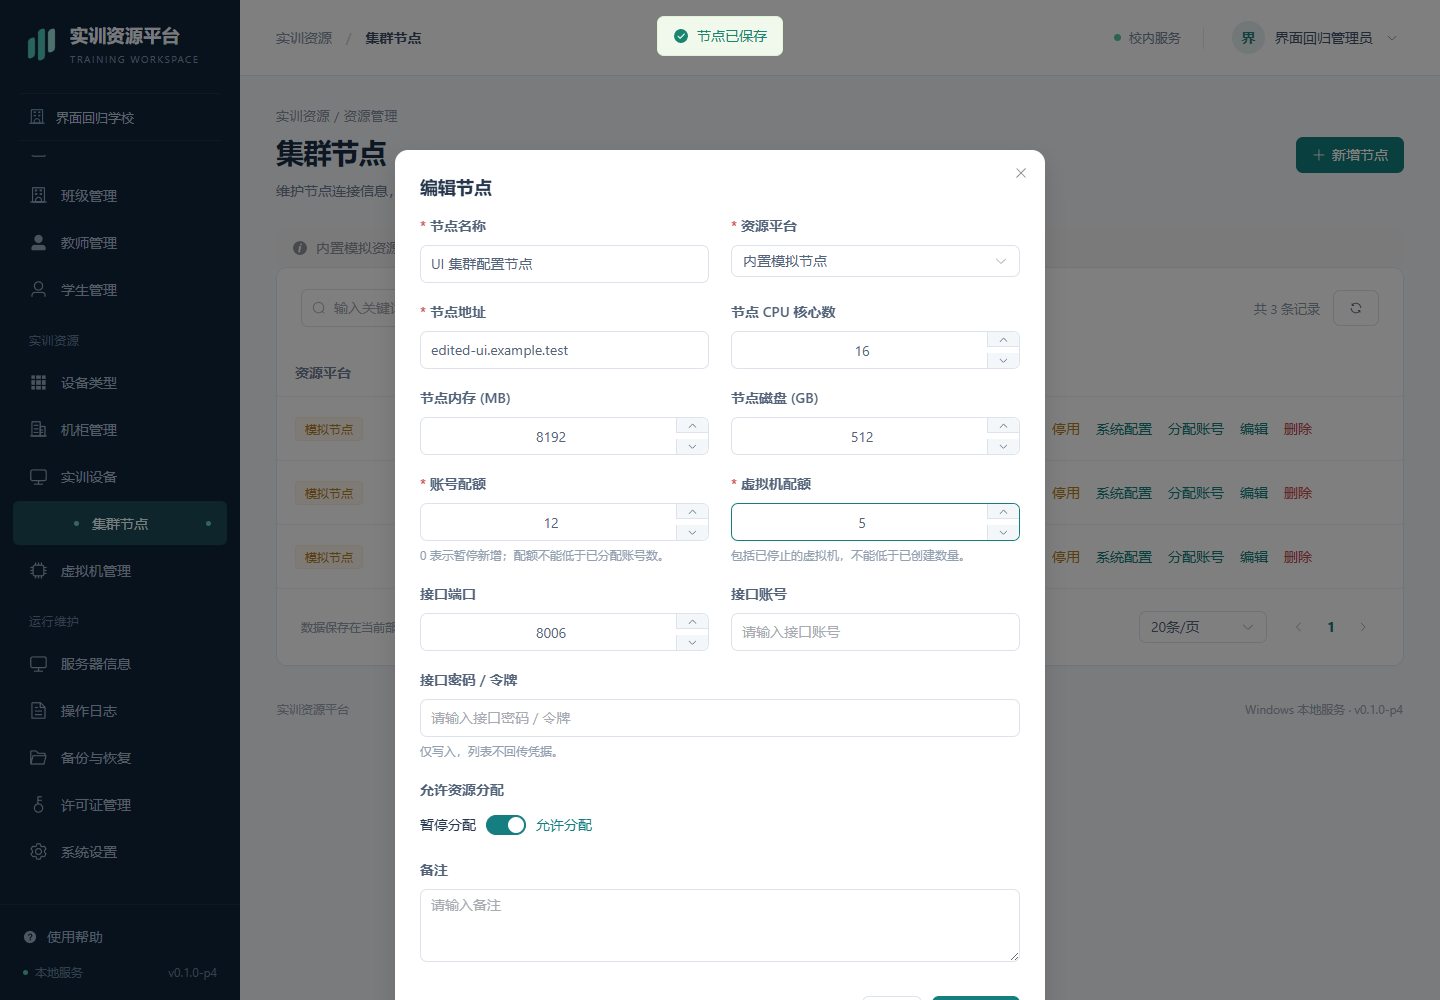 实训资源平台
TRAINING WORKSPACE
界面回归学校
班级管理
教师管理
学生管理
实训资源
设备类型
机柜管理
实训设备
集群节点
虚拟机管理
运行维护
服务器信息
操作日志
备份与恢复
许可证管理
系统设置
使用帮助
本地服务 v0.1.0-p4
实训资源 / 集群节点
节点已保存
校内服务
界 界面回归管理员
实训资源 / 资源管理
集群节点
维护节点连接信息,
新增节点
内置模拟资源
输入关键
共 3 条记录
资源平台
模拟节点 停用 系统配置 分配账号 编辑 删除
模拟节点 停用 系统配置 分配账号 编辑 删除
模拟节点 停用 系统配置 分配账号 编辑 删除
数据保存在当前部
20条/页 1
实训资源平台
Windows 本地服务 · v0.1.0-p4
编辑节点
* 节点名称
UI 集群配置节点
* 资源平台
内置模拟节点
* 节点地址
edited-ui.example.test
节点 CPU 核心数
16
节点内存 (MB)
8192
节点磁盘 (GB)
512
* 账号配额
12
0 表示暂停新增；配额不能低于已分配账号数。
* 虚拟机配额
5
包括已停止的虚拟机，不能低于已创建数量。
接口端口
8006
接口账号
请输入接口账号
接口密码 / 令牌
请输入接口密码 / 令牌
仅写入，列表不回传凭据。
允许资源分配
暂停分配 允许分配
备注
请输入备注